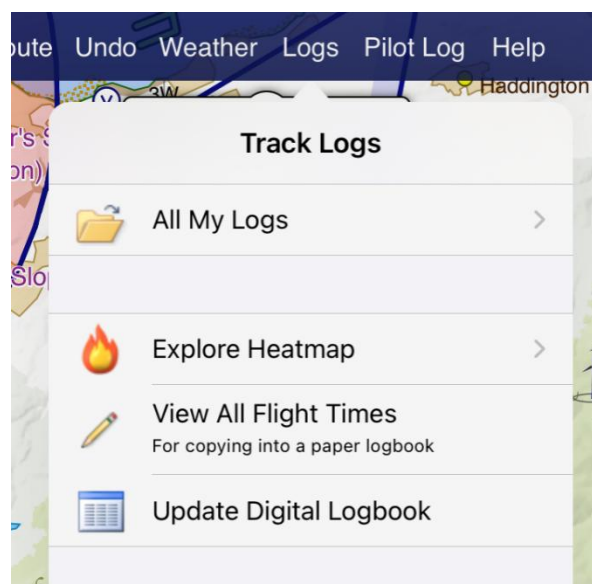 Undo Weather Logs Pilot Log Help
3W
Haddington
Track Logs
All My Logs
Explore Heatmap
View All Flight Times
For copying into a paper logbook
Update Digital Logbook